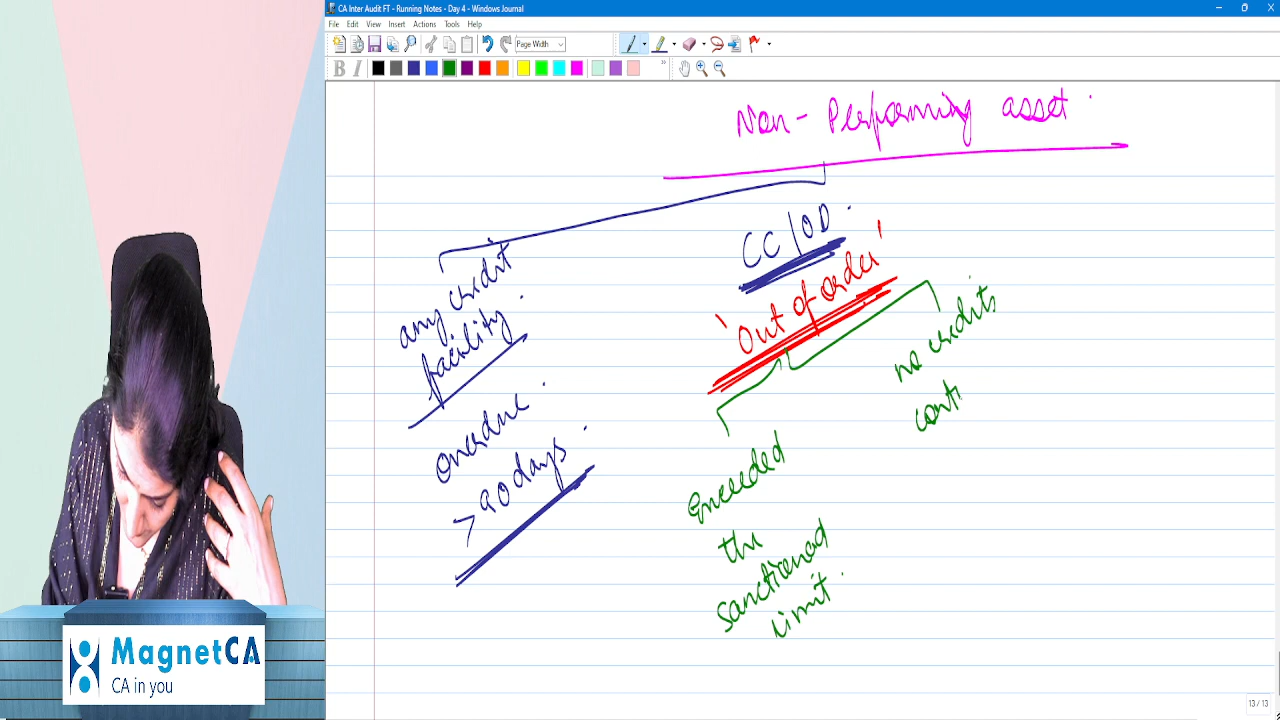 CA Inter Audit FT - Running Notes - Day 4 - Windows Journal
File Edit View Insert Actions Tools Help
Page Width
B I
Non-Performing asset.
any credit
facility.
overdue.
>90 days.
CC/OD.
'Out of order'
exceeded
the
sanctioned
limit.
no credits
conti
MagnetCA
CA in you
13 / 13